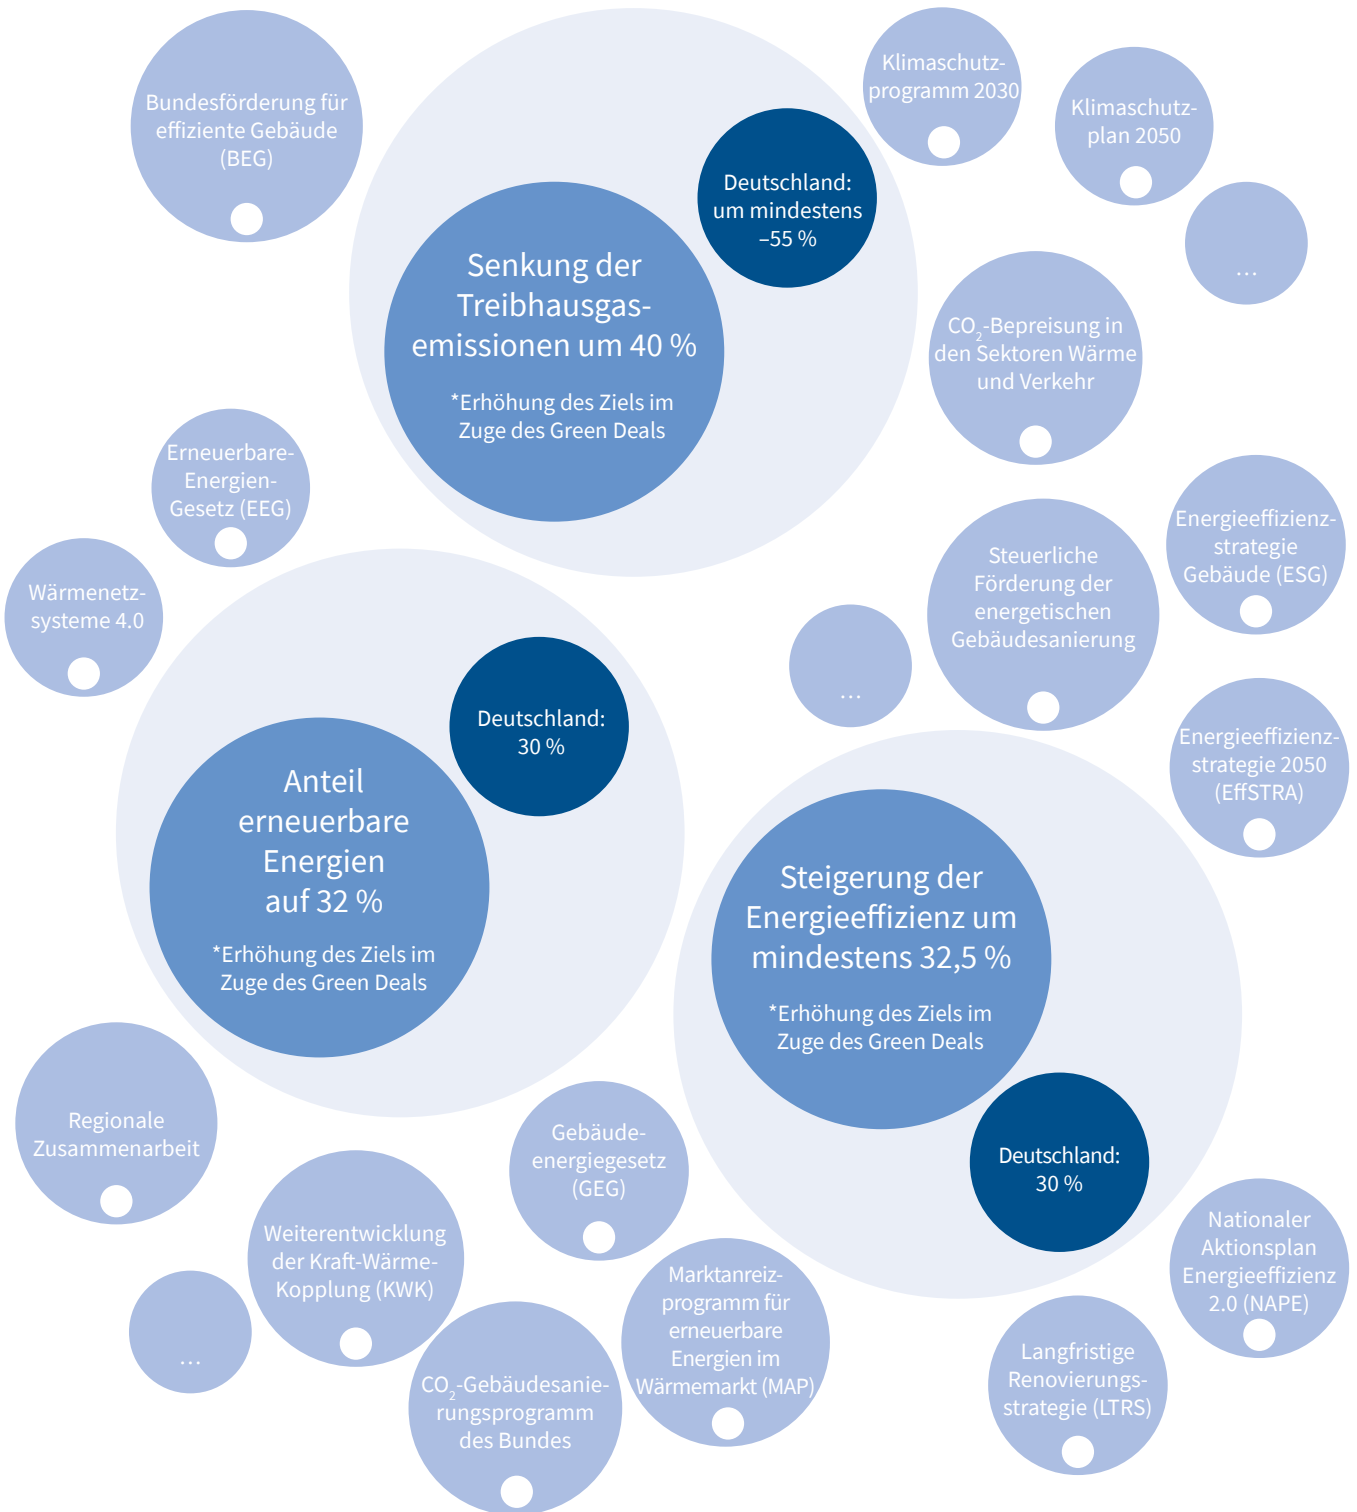 Bundesförderung für
effiziente Gebäude
(BEG)
Klimaschutz-
programm 2030
Klimaschutz-
plan 2050
…
Deutschland:
um mindestens
–55 %
Senkung der
Treibhausgas-
emissionen um 40 %
*Erhöhung des Ziels im
Zuge des Green Deals
CO₂-Bepreisung in
den Sektoren Wärme
und Verkehr
Erneuerbare-
Energien-
Gesetz (EEG)
Wärmenetz-
systeme 4.0
Steuerliche
Förderung der
energetischen
Gebäudesanierung
Energieeffizienz-
strategie
Gebäude (ESG)
…
Energieeffizienz-
strategie 2050
(EffSTRA)
Deutschland:
30 %
Anteil
erneuerbare
Energien
auf 32 %
*Erhöhung des Ziels im
Zuge des Green Deals
Steigerung der
Energieeffizienz um
mindestens 32,5 %
*Erhöhung des Ziels im
Zuge des Green Deals
Deutschland:
30 %
Regionale
Zusammenarbeit
Gebäude-
energiegesetz
(GEG)
Weiterentwicklung
der Kraft-Wärme-
Kopplung (KWK)
…
CO₂-Gebäudesanie-
rungsprogramm
des Bundes
Marktanreiz-
programm für
erneuerbare
Energien im
Wärmemarkt (MAP)
Nationaler
Aktionsplan
Energieeffizienz
2.0 (NAPE)
Langfristige
Renovierungs-
strategie (LTRS)